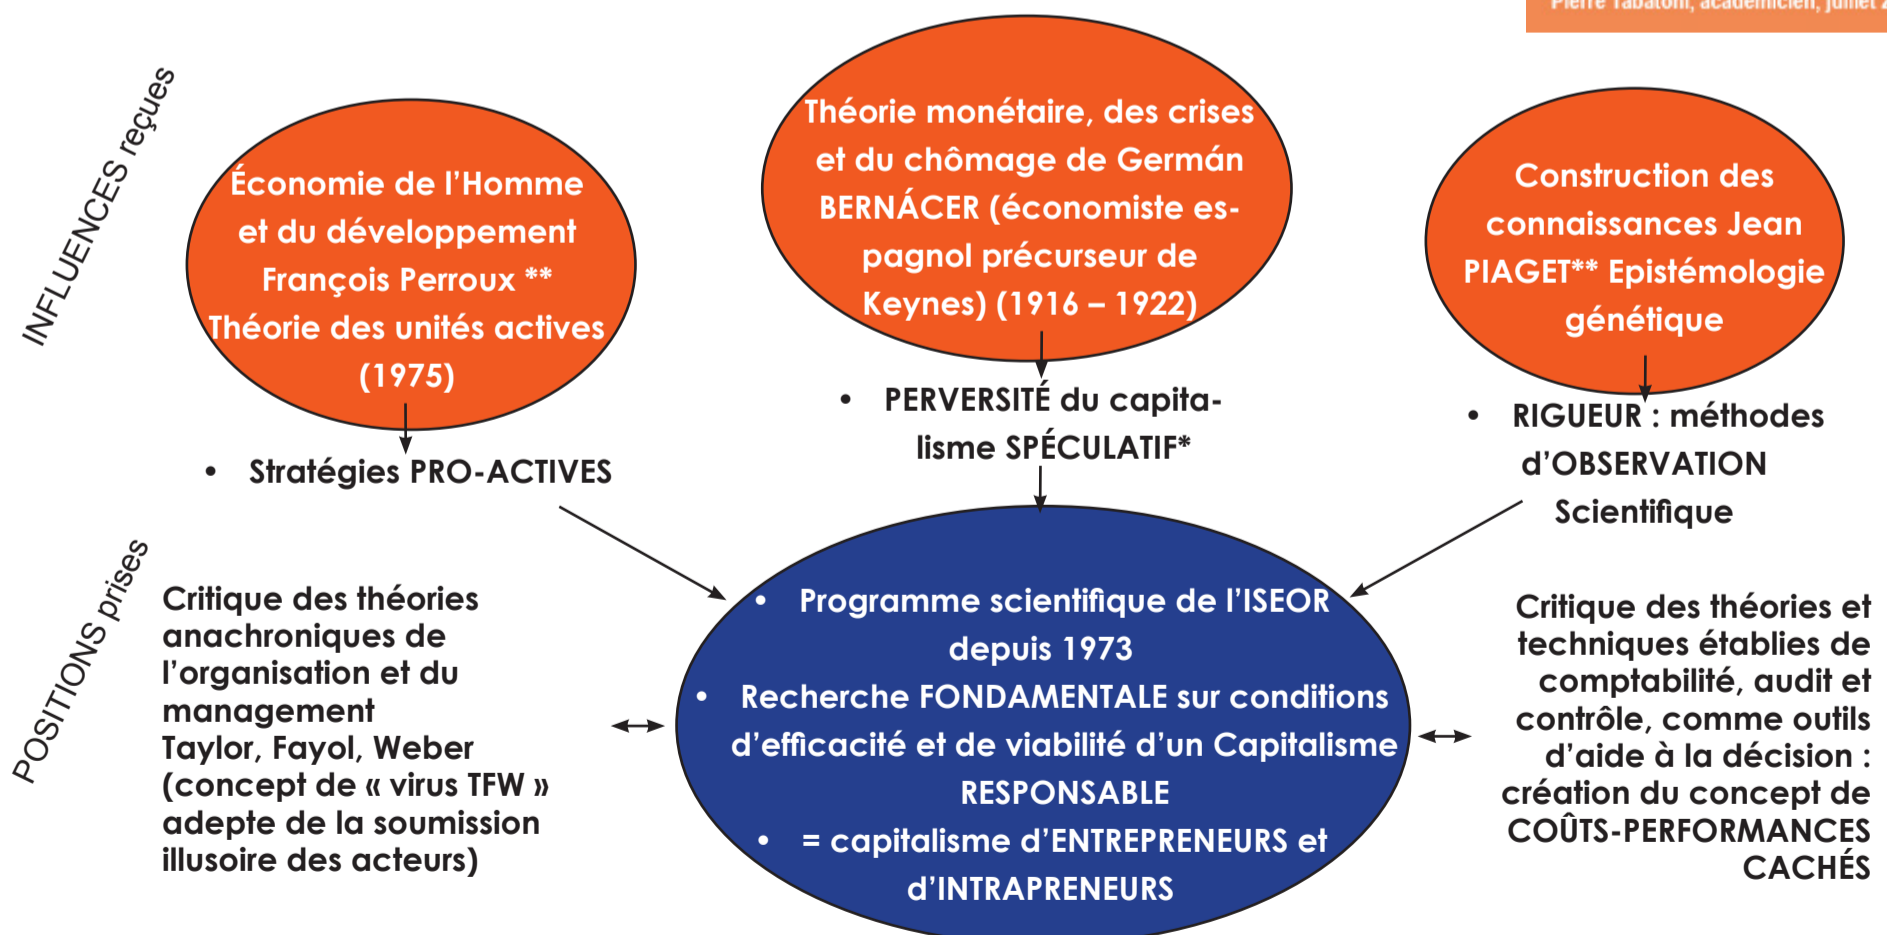 Pierre Tabatoni, académicien, juillet
INFLUENCES reçues
Économie de l’Homme
et du développement
François Perroux **
Théorie des unités actives
(1975)
Théorie monétaire, des crises
et du chômage de Germán
BERNÁCER (économiste es-
pagnol précurseur de
Keynes) (1916 – 1922)
Construction des
connaissances Jean
PIAGET** Epistémologie
génétique
• Stratégies PRO-ACTIVES
• PERVERSITÉ du capita-
lisme SPÉCULATIF*
• RIGUEUR : méthodes
d’OBSERVATION
Scientifique
POSITIONS prises
Critique des théories
anachroniques de
l’organisation et du
management
Taylor, Fayol, Weber
(concept de « virus TFW »
adepte de la soumission
illusoire des acteurs)
• Programme scientifique de l’ISEOR
depuis 1973
• Recherche FONDAMENTALE sur conditions
d’efficacité et de viabilité d’un Capitalisme
RESPONSABLE
• = capitalisme d’ENTREPRENEURS et
d’INTRAPRENEURS
Critique des théories et
techniques établies de
comptabilité, audit et
contrôle, comme outils
d’aide à la décision :
création du concept de
COÛTS-PERFORMANCES
CACHÉS